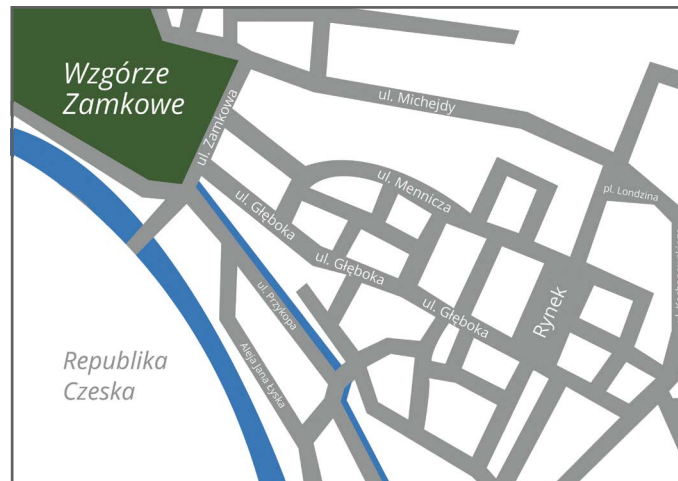 Wzgórze
Zamkowe
ul. Michejdy
ul. Zamkowa
ul. Mennicza
pl. Londzina
ul. Głęboka
ul. Głęboka
ul. Głęboka
ul. Przykopa
Rynek
Aleja Jana Łyska
Republika
Czeska